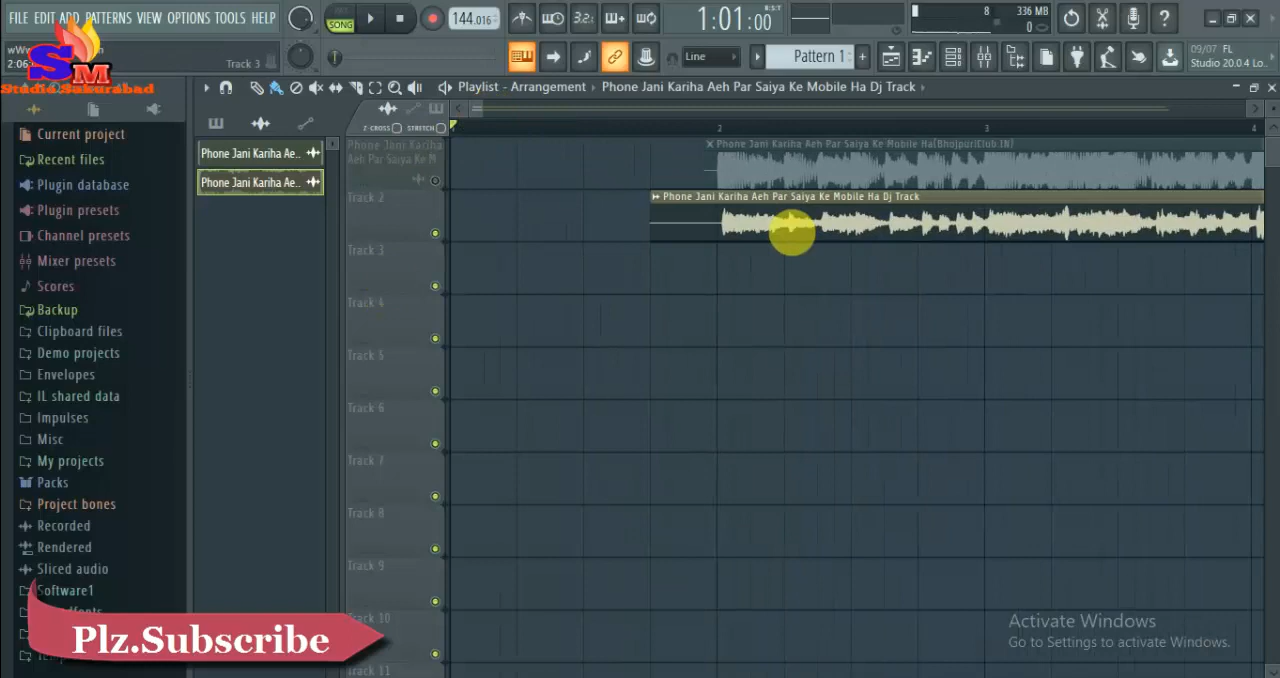 FILE EDIT ADD PATTERNS VIEW OPTIONS TOOLS HELP
SONG
144.016
3.2:
1:01:00
B:S:T
8
336 MB
0
SM
Studio Sakurabad
Track 3
Line
Pattern 1
09/07 FL
Studio 20.0.4 Lo..
Playlist - Arrangement
Phone Jani Kariha Aeh Par Saiya Ke Mobile Ha Dj Track
Z-CROSS
STRETCH
2
3
4
Current project
Recent files
Plugin database
Plugin presets
Channel presets
Mixer presets
Scores
Backup
Clipboard files
Demo projects
Envelopes
IL shared data
Impulses
Misc
My projects
Packs
Project bones
Recorded
Rendered
Sliced audio
Software1
Phone Jani Kariha Ae..
Phone Jani Kariha Ae..
Phone Jani Kariha
Aeh Par Saiya Ke M
Track 2
Track 3
Track 4
Track 5
Track 6
Track 7
Track 8
Track 9
Track 10
Track 11
Phone Jani Kariha Aeh Par Saiya Ke Mobile Ha[BhojpuriClub.IN]
Phone Jani Kariha Aeh Par Saiya Ke Mobile Ha Dj Track
Plz.Subscribe
Activate Windows
Go to Settings to activate Windows.